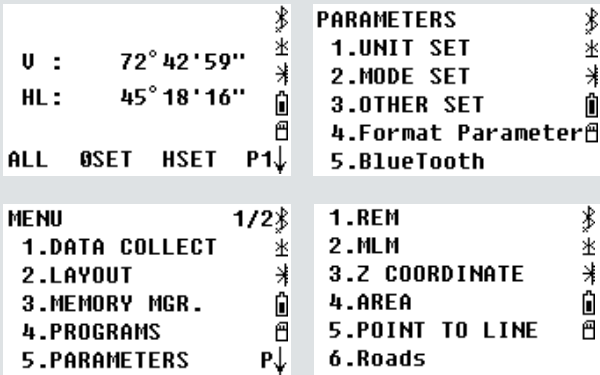 V : 72°42'59"
HL: 45°18'16"
ALL 0SET HSET P1↓
PARAMETERS
1.UNIT SET
2.MODE SET
3.OTHER SET
4.Format Parameter
5.BlueTooth
MENU 1/2
1.DATA COLLECT
2.LAYOUT
3.MEMORY MGR.
4.PROGRAMS
5.PARAMETERS P↓
1.REM
2.MLM
3.Z COORDINATE
4.AREA
5.POINT TO LINE
6.Roads